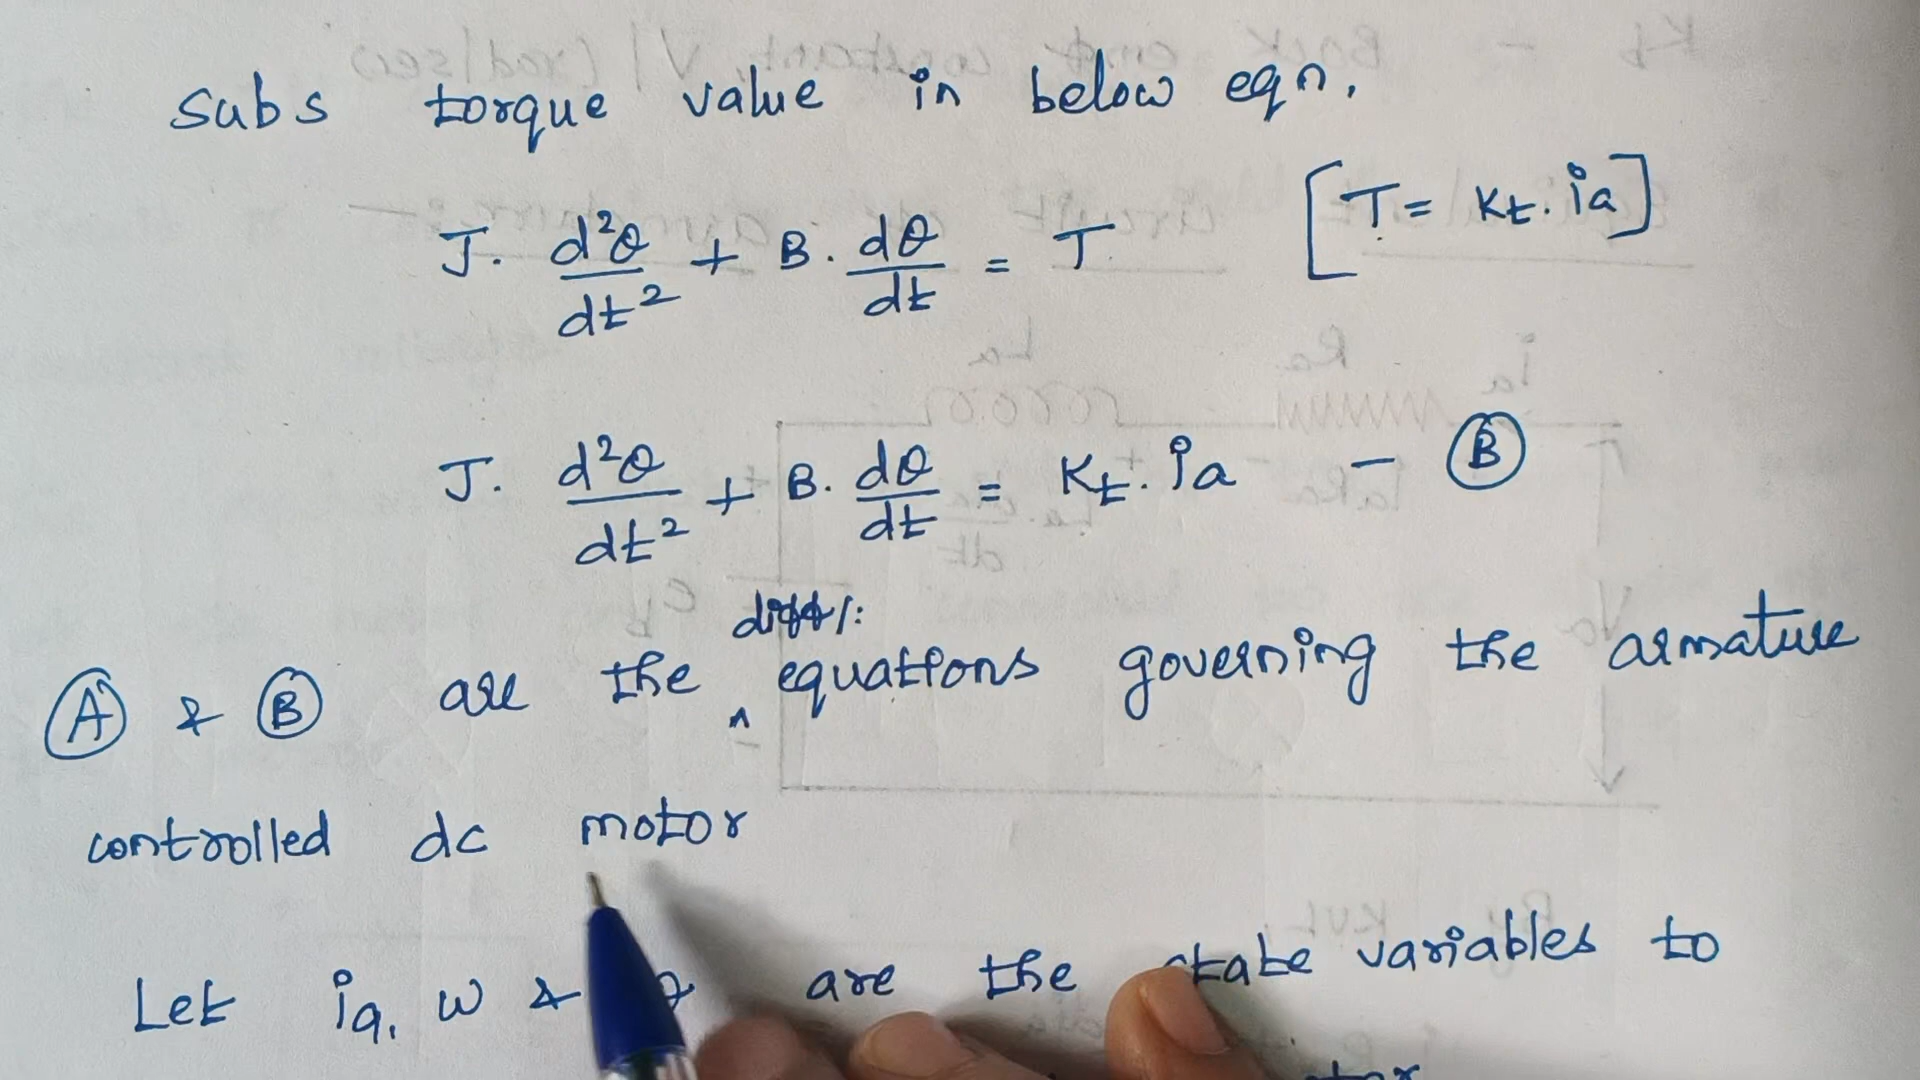 Subs torque value in below eqn.
J. d²θ/dt² + B. dθ/dt = T [T = Kt. ia]
J. d²θ/dt² + B. dθ/dt = Kt. ia - (B)
diff/:
(A) & (B) are the ^ equations governing the armature
controlled dc motor
Let ia, w & are the state variables to